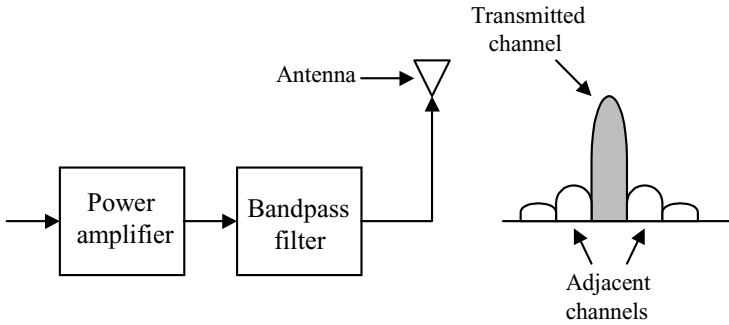 Transmitted
channel
Antenna
Power
amplifier
Bandpass
filter
Adjacent
channels